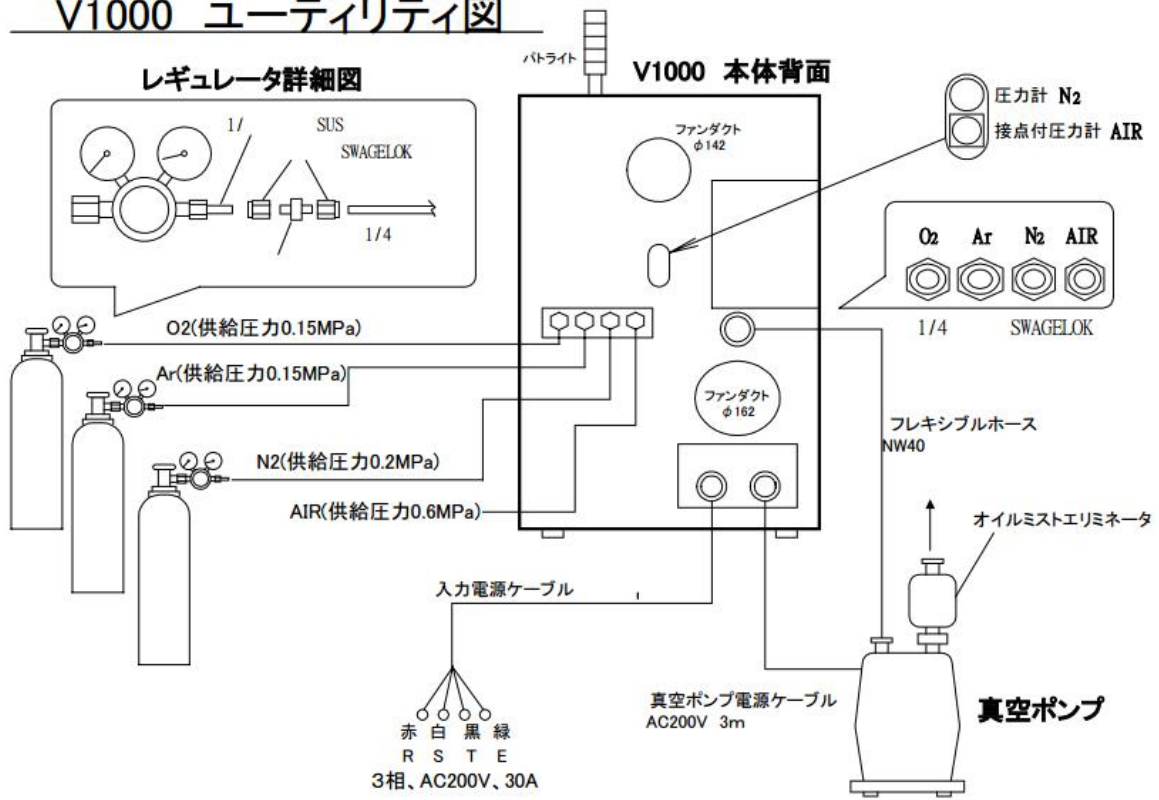 V1000 ユーティリティ図
レギュレータ詳細図
1/
SUS
SWAGELOK
1/4
パトライト
V1000 本体背面
ファンダクト
φ142
圧力計 N2
接点付圧力計 AIR
O2 Ar N2 AIR
1/4 SWAGELOK
O2(供給圧力0.15MPa)
Ar(供給圧力0.15MPa)
N2(供給圧力0.2MPa)
AIR(供給圧力0.6MPa)
ファンダクト
φ162
フレキシブルホース
NW40
オイルミストエリミネータ
入力電源ケーブル
赤 白 黒 緑
R S T E
3相、AC200V、30A
真空ポンプ電源ケーブル
AC200V 3m
真空ポンプ